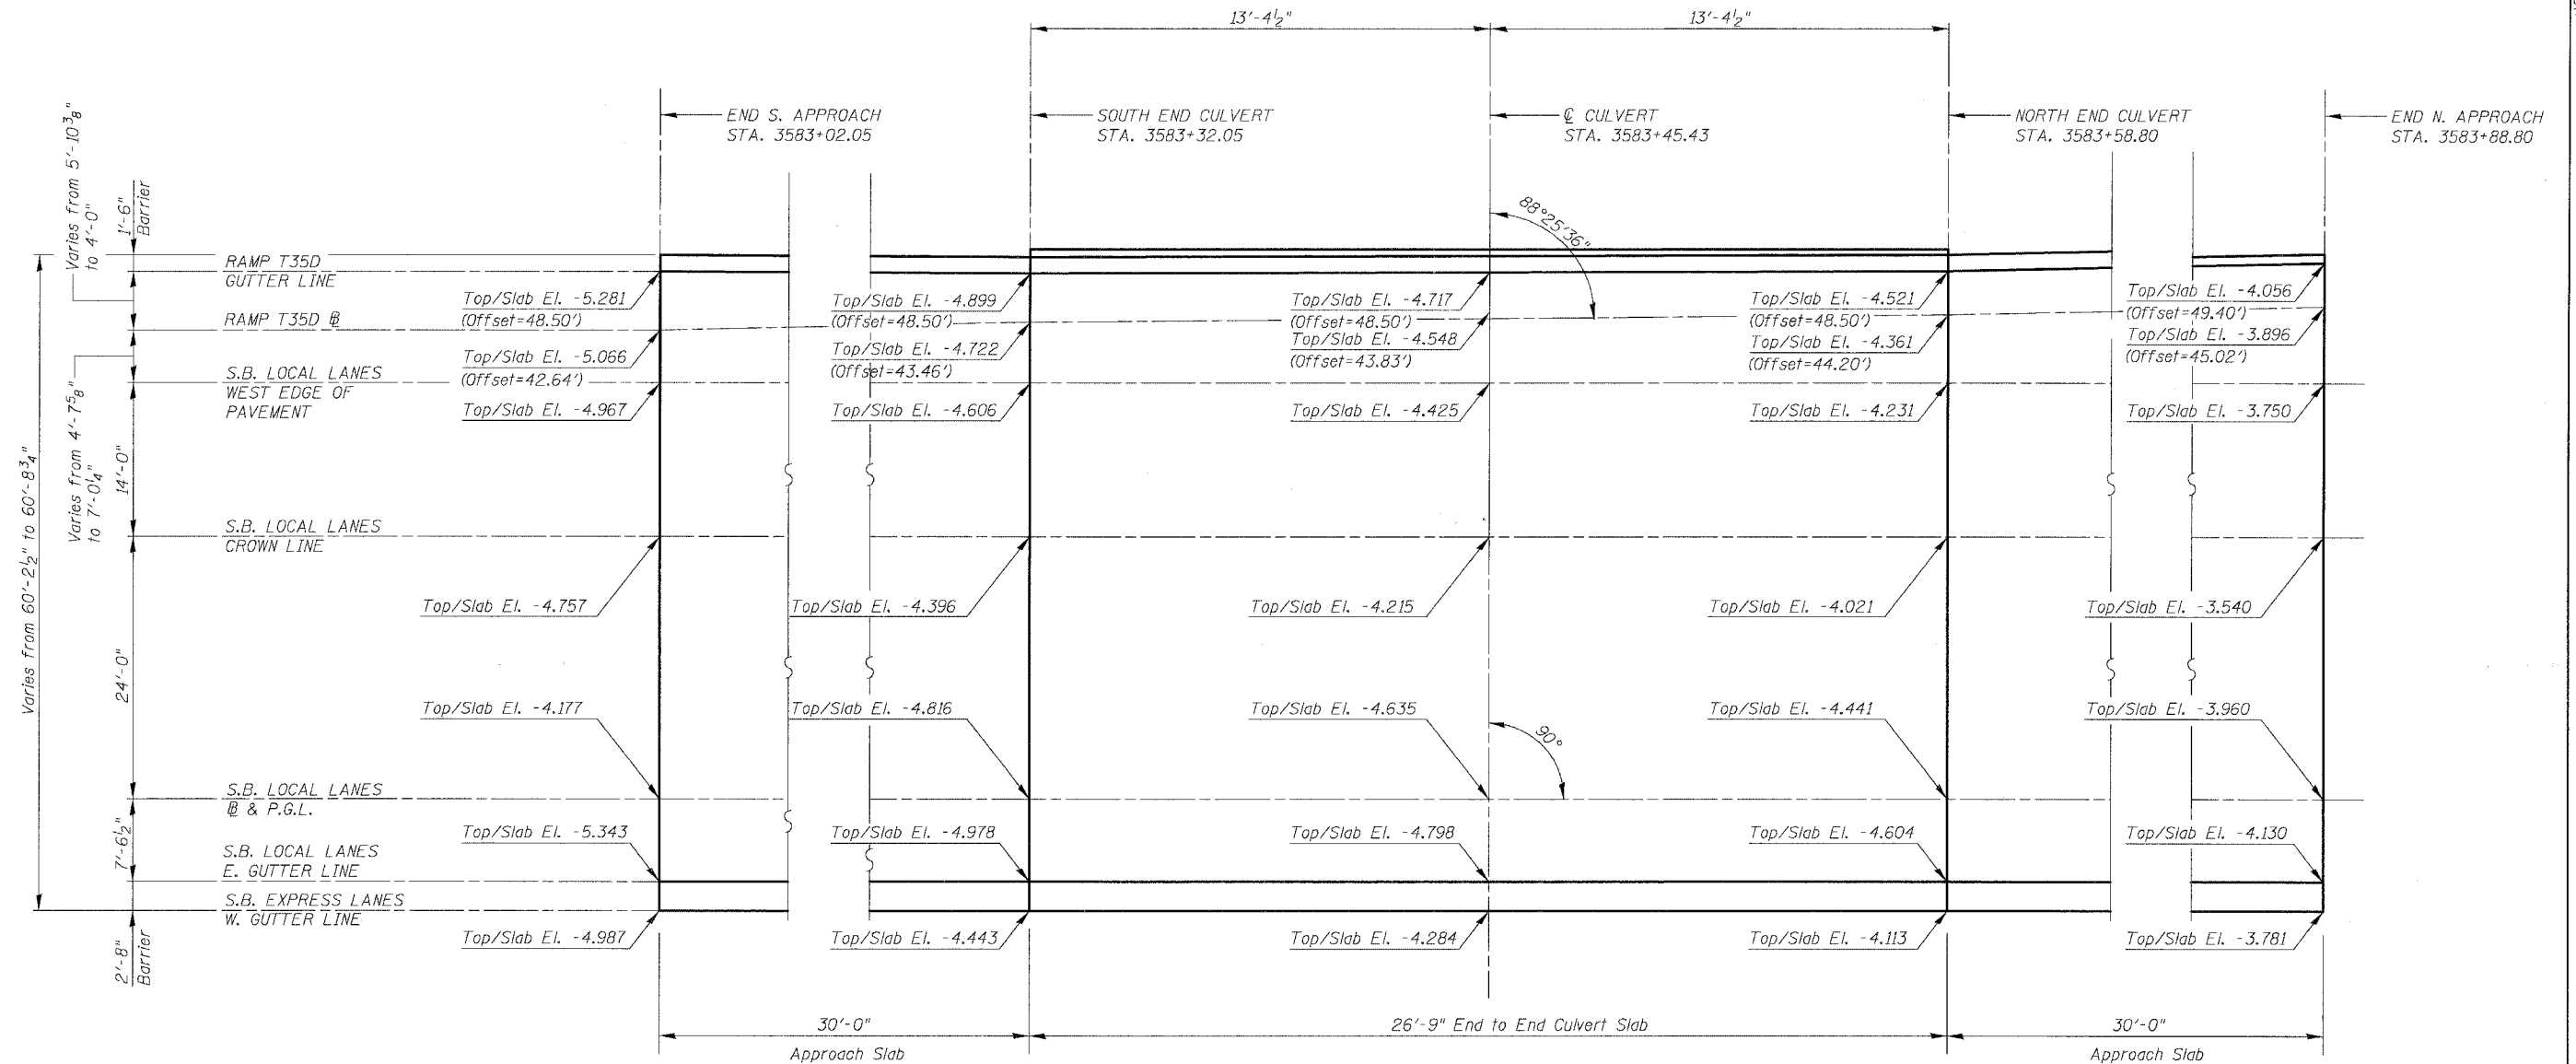 13'-4½"
13'-4½"
END S. APPROACH
STA. 3583+02.05
SOUTH END CULVERT
STA. 3583+32.05
℄ CULVERT
STA. 3583+45.43
NORTH END CULVERT
STA. 3583+58.80
END N. APPROACH
STA. 3583+88.80
Varies from 5'-10⅜"
to 4'-0"
1'-6"
Barrier
88°25'36"
RAMP T35D
GUTTER LINE
Top/Slab El. -5.281
(Offset=48.50')
Top/Slab El. -4.899
(Offset=48.50')
Top/Slab El. -4.717
(Offset=48.50')
Top/Slab El. -4.521
(Offset=48.50')
Top/Slab El. -4.056
(Offset=49.40')
RAMP T35D ⅊
Top/Slab El. -5.066
(Offset=42.64')
Top/Slab El. -4.722
(Offset=43.46')
Top/Slab El. -4.548
(Offset=43.83')
Top/Slab El. -4.361
(Offset=44.20')
Top/Slab El. -3.896
(Offset=45.02')
Varies from 4'-7⅝"
to 7'-0¼"
S.B. LOCAL LANES
WEST EDGE OF
PAVEMENT
Top/Slab El. -4.967
Top/Slab El. -4.606
Top/Slab El. -4.425
Top/Slab El. -4.231
Top/Slab El. -3.750
Varies from 60'-2½" to 60'-8¾"
14'-0"
S.B. LOCAL LANES
CROWN LINE
Top/Slab El. -4.757
Top/Slab El. -4.396
Top/Slab El. -4.215
Top/Slab El. -4.021
Top/Slab El. -3.540
24'-0"
Top/Slab El. -4.177
Top/Slab El. -4.816
Top/Slab El. -4.635
Top/Slab El. -4.441
Top/Slab El. -3.960
90°
S.B. LOCAL LANES
⅊ & P.G.L.
7'-6½"
Top/Slab El. -5.343
Top/Slab El. -4.978
Top/Slab El. -4.798
Top/Slab El. -4.604
Top/Slab El. -4.130
S.B. LOCAL LANES
E. GUTTER LINE
S.B. EXPRESS LANES
W. GUTTER LINE
Top/Slab El. -4.987
Top/Slab El. -4.443
Top/Slab El. -4.284
Top/Slab El. -4.113
Top/Slab El. -3.781
2'-8"
Barrier
30'-0"
Approach Slab
26'-9" End to End Culvert Slab
30'-0"
Approach Slab